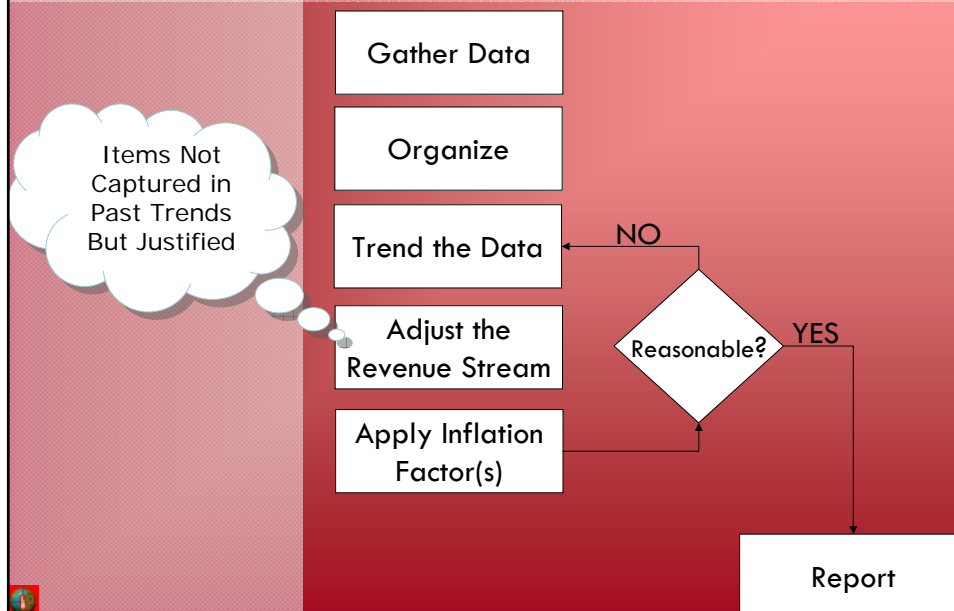 Gather Data
Organize
Items Not
Captured in
Past Trends
But Justified
Trend the Data
NO
Adjust the
Revenue Stream
Reasonable?
YES
Apply Inflation
Factor(s)
Report